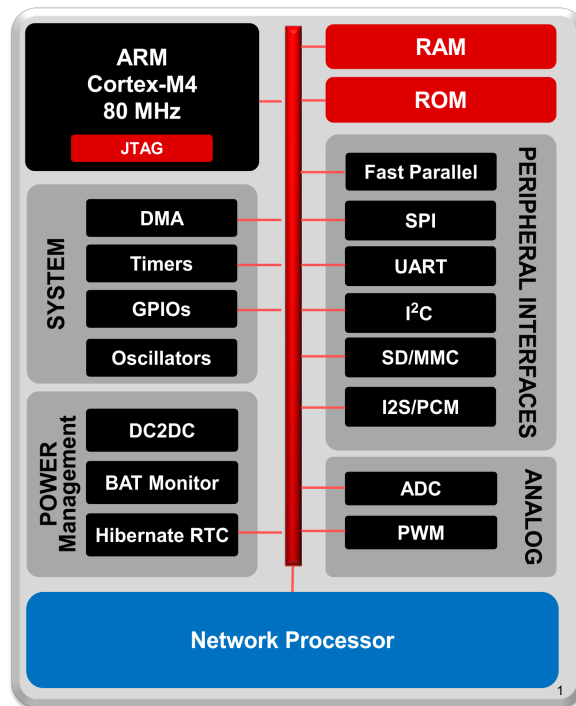 ARM
Cortex-M4
80 MHz
JTAG
RAM
ROM
SYSTEM
DMA
Timers
GPIOs
Oscillators
POWER
Management
DC2DC
BAT Monitor
Hibernate RTC
PERIPHERAL INTERFACES
Fast Parallel
SPI
UART
I²C
SD/MMC
I2S/PCM
ANALOG
ADC
PWM
Network Processor
1